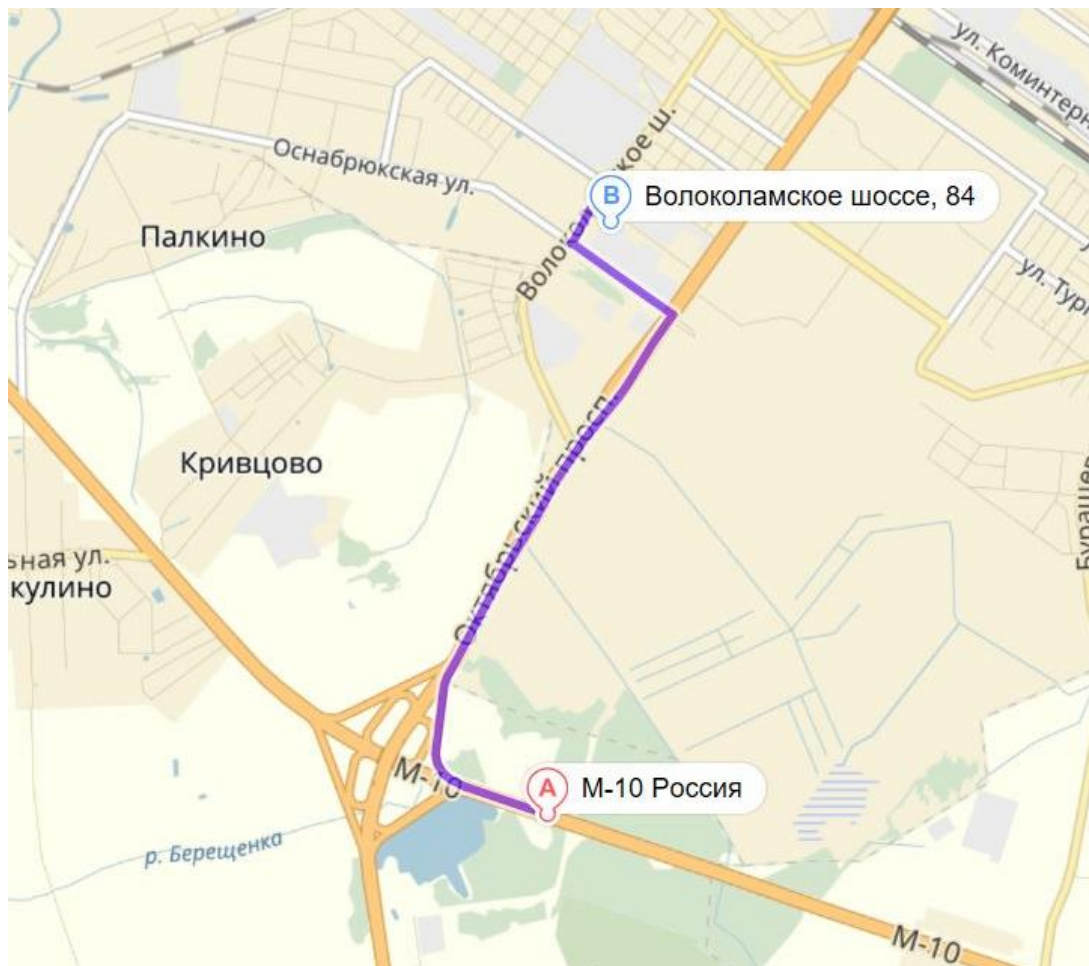 ул. Коминтерн
Оснабрюкская ул.
B
Волоколамское шоссе, 84
Палкино
ул. Тург
Октябрьский просп.
Кривцово
Бурашев
ьная ул.
кулино
M-10
A
М-10 Россия
р. Берещенка
M-10